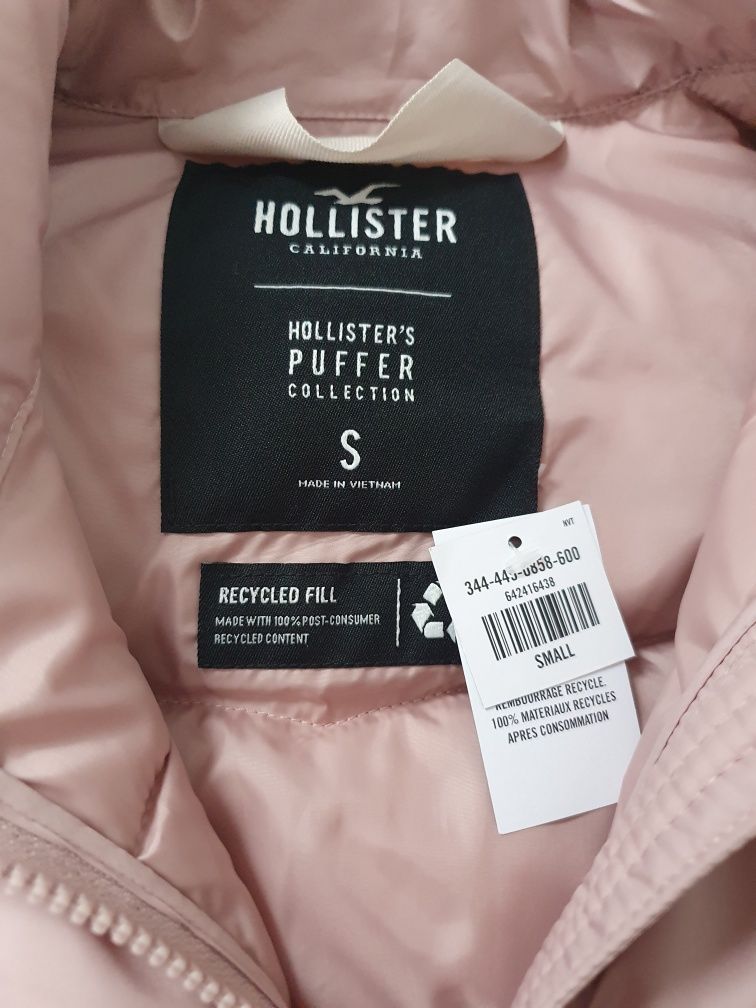 HOLLISTER
CALIFORNIA
HOLLISTER'S
PUFFER
COLLECTION
S
MADE IN VIETNAM
RECYCLED FILL
MADE WITH 100% POST-CONSUMER
RECYCLED CONTENT
NVT
344-443-0858-600
642416438
SMALL
REMBOURRAGE RECYCLE.
100% MATERIAUX RECYCLES
APRES CONSOMMATION